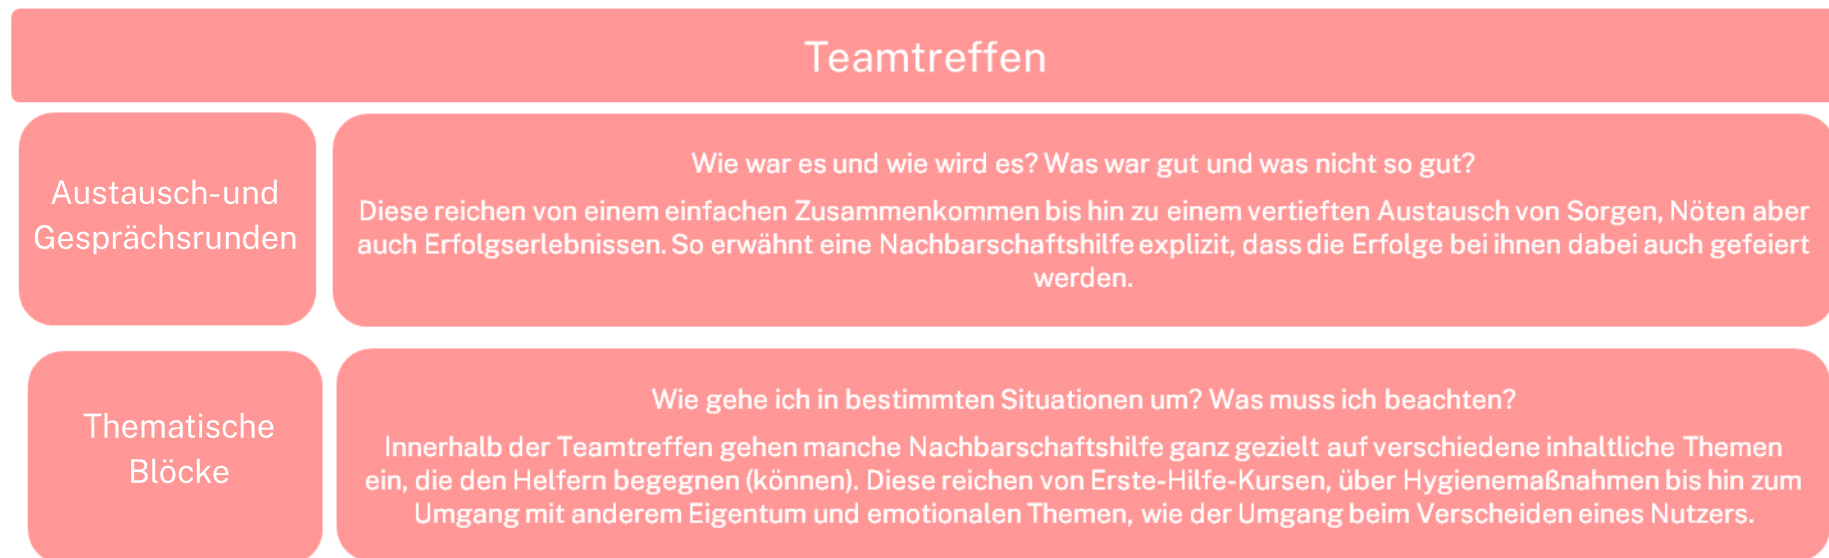 Teamtreffen
Austausch-und
Gesprächsrunden
Wie war es und wie wird es? Was war gut und was nicht so gut?
Diese reichen von einem einfachen Zusammenkommen bis hin zu einem vertieften Austausch von Sorgen, Nöten aber
auch Erfolgserlebnissen. So erwähnt eine Nachbarschaftshilfe explizit, dass die Erfolge bei ihnen dabei auch gefeiert
werden.
Thematische
Blöcke
Wie gehe ich in bestimmten Situationen um? Was muss ich beachten?
Innerhalb der Teamtreffen gehen manche Nachbarschaftshilfe ganz gezielt auf verschiedene inhaltliche Themen
ein, die den Helfern begegnen (können). Diese reichen von Erste-Hilfe-Kursen, über Hygienemaßnahmen bis hin zum
Umgang mit anderem Eigentum und emotionalen Themen, wie der Umgang beim Verscheiden eines Nutzers.